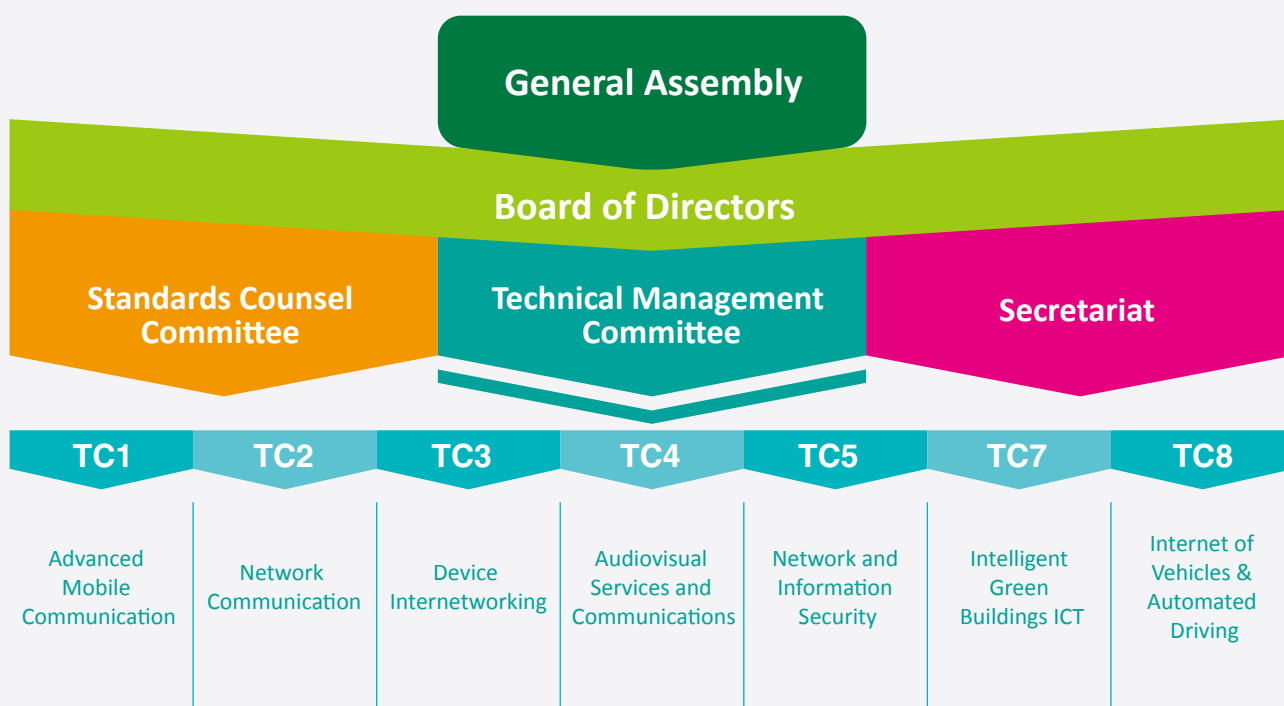 General Assembly
Board of Directors
Standards Counsel
Committee
Technical Management
Committee
Secretariat
TC1
TC2
TC3
TC4
TC5
TC7
TC8
Advanced
Mobile
Communication
Network
Communication
Device
Internetworking
Audiovisual
Services and
Communications
Network and
Information
Security
Intelligent
Green
Buildings ICT
Internet of
Vehicles &
Automated
Driving